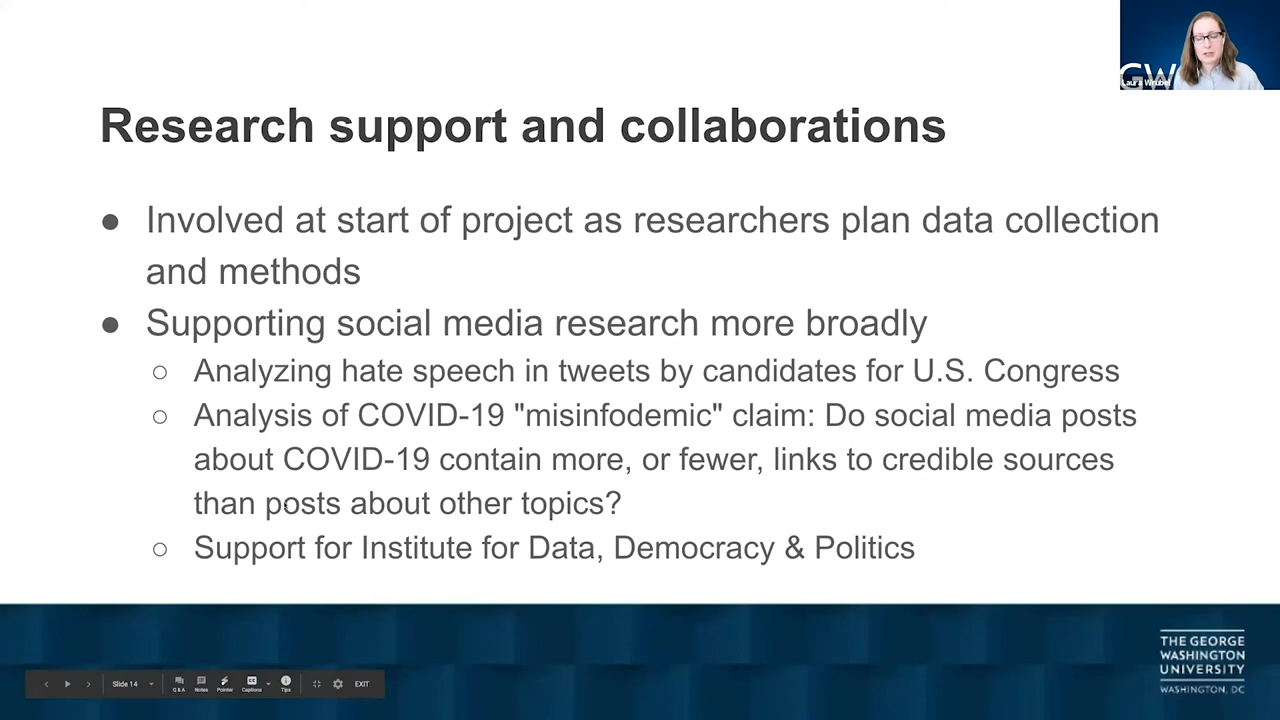 GW
Laura Wrubel
Research support and collaborations
● Involved at start of project as researchers plan data collection
and methods
● Supporting social media research more broadly
○ Analyzing hate speech in tweets by candidates for U.S. Congress
○ Analysis of COVID-19 "misinfodemic" claim: Do social media posts
about COVID-19 contain more, or fewer, links to credible sources
than posts about other topics?
○ Support for Institute for Data, Democracy & Politics
THE GEORGE
WASHINGTON
UNIVERSITY
WASHINGTON, DC
Slide 14
Q & A Notes Pointer Captions Tips EXIT